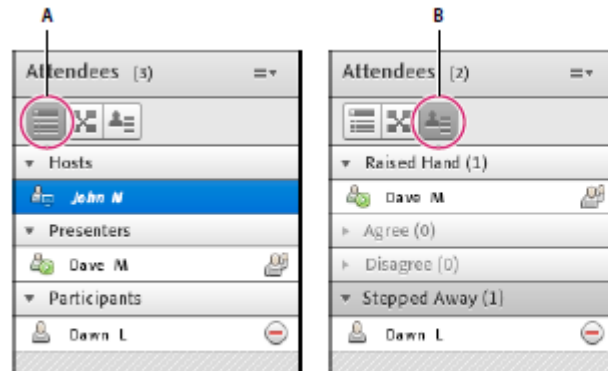 A
B
Attendees (3)
Hosts
John N
Presenters
Dave M
Participants
Dawn L
Attendees (2)
Raised Hand (1)
Dave M
Agree (0)
Disagree (0)
Stepped Away (1)
Dawn L